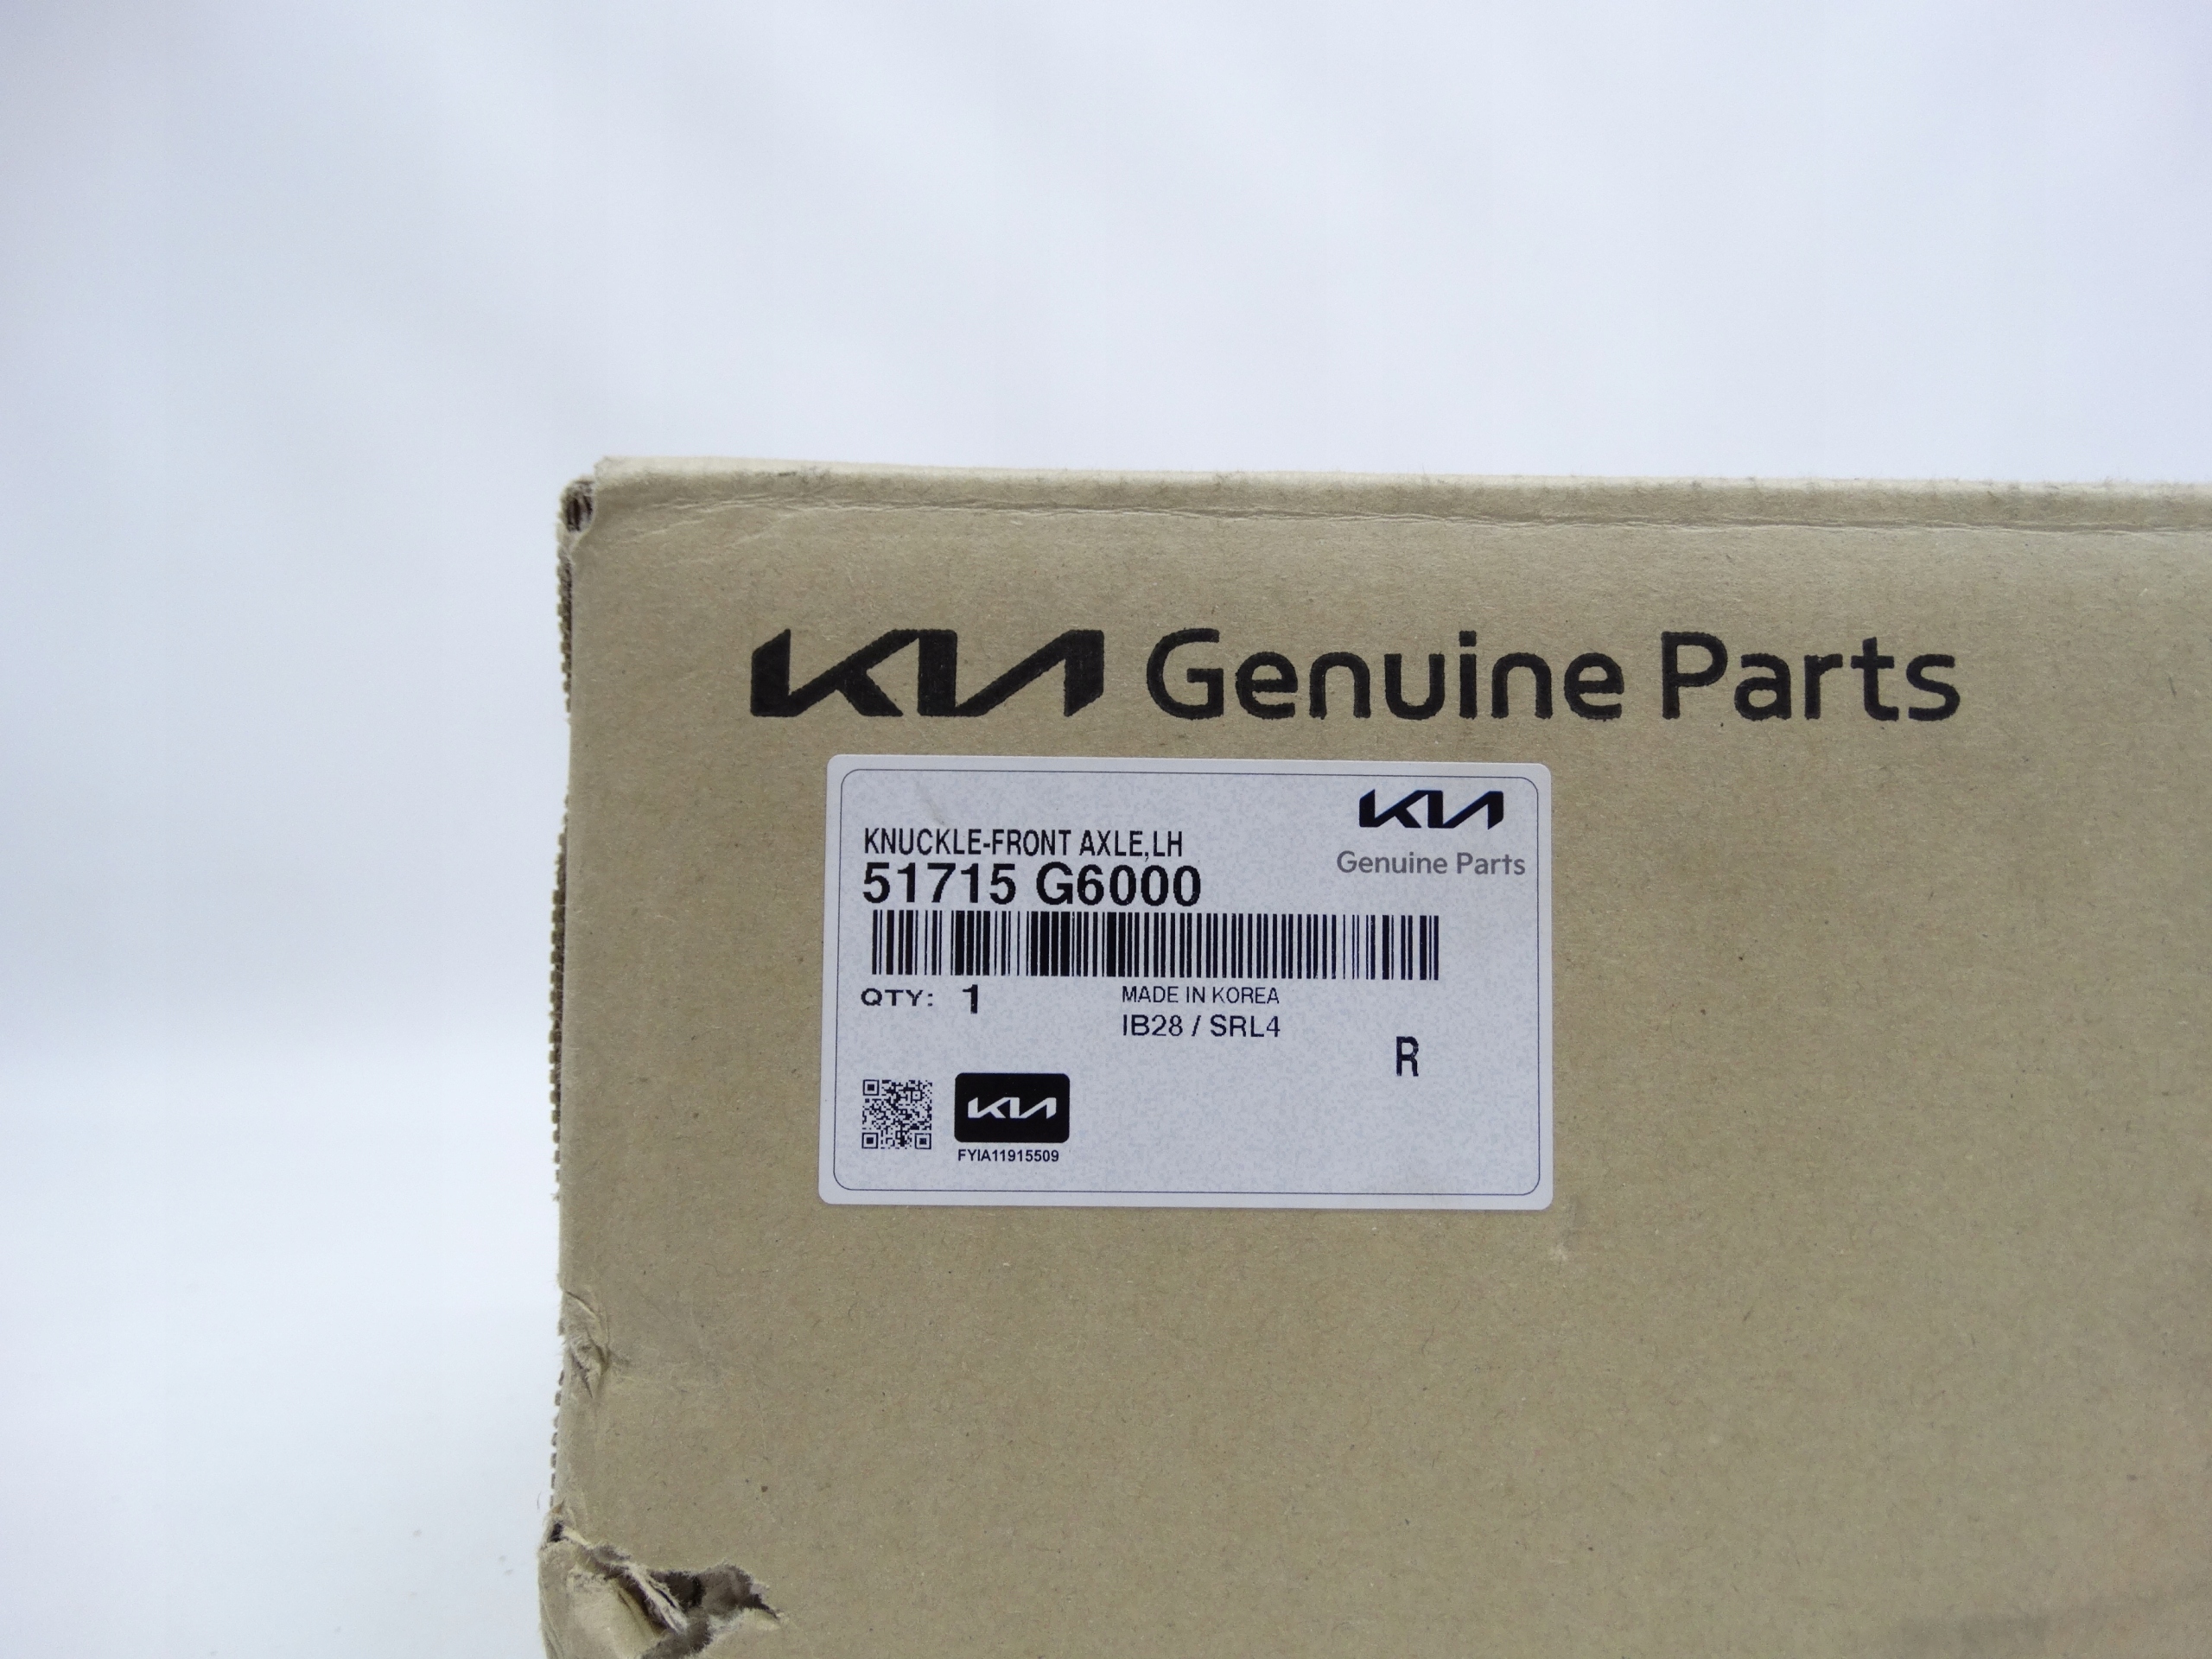 KIA Genuine Parts
KIA
Genuine Parts
KNUCKLE-FRONT AXLE,LH
51715 G6000
QTY: 1
MADE IN KOREA
IB28 / SRL4
R
KIA
FYIA11915509